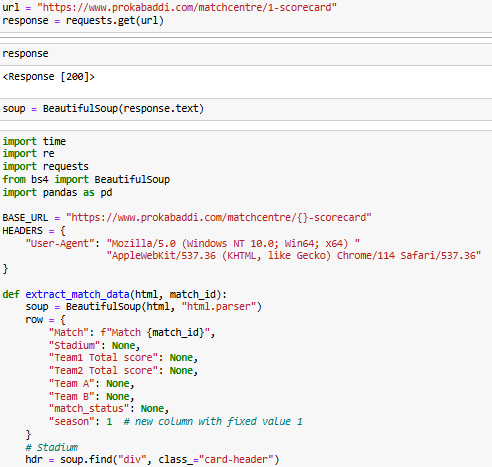 url = "https://www.prokabaddi.com/matchcentre/1-scorecard"
response = requests.get(url)
response
<Response [200]>
soup = BeautifulSoup(response.text)
import time
import re
import requests
from bs4 import BeautifulSoup
import pandas as pd
BASE_URL = "https://www.prokabaddi.com/matchcentre/{}-scorecard"
HEADERS = {
    "User-Agent": "Mozilla/5.0 (Windows NT 10.0; Win64; x64) "
                  "AppleWebKit/537.36 (KHTML, like Gecko) Chrome/114 Safari/537.36"
}
def extract_match_data(html, match_id):
    soup = BeautifulSoup(html, "html.parser")
    row = {
        "Match": f"Match {match_id}",
        "Stadium": None,
        "Team1 Total score": None,
        "Team2 Total score": None,
        "Team A": None,
        "Team B": None,
        "match_status": None,
        "season": 1  # new column with fixed value 1
    }
    # Stadium
    hdr = soup.find("div", class_="card-header")